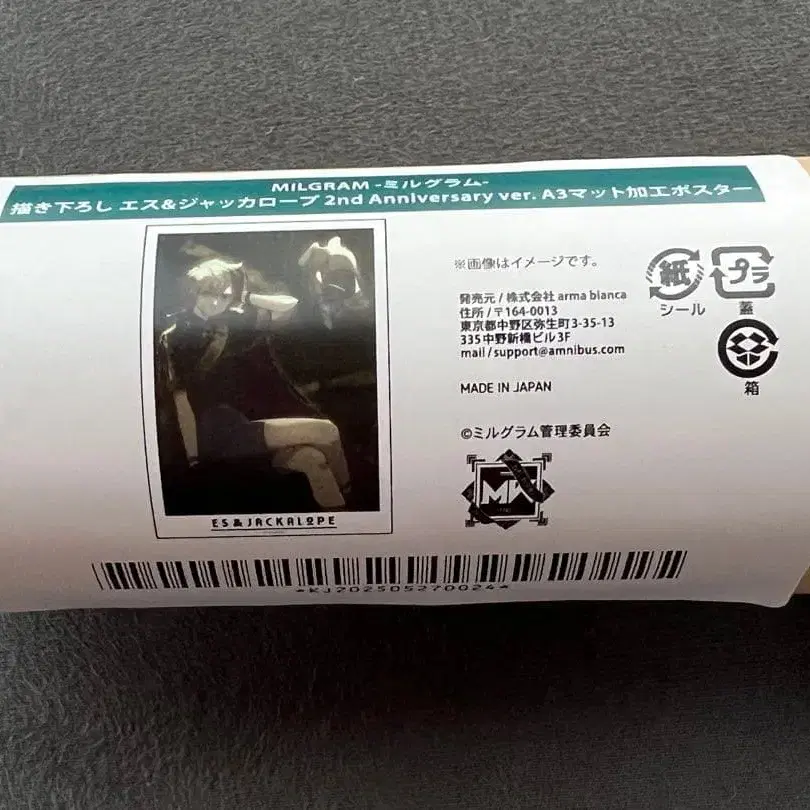 MILGRAM -ミルグラム-
描き下ろし エス&ジャッカロープ 2nd Anniversary ver. A3マット加工ポスター
※画像はイメージです。
発売元 / 株式会社 arma bianca
住所 / 〒164-0013
東京都中野区弥生町3-35-13
335中野新橋ビル3F
mail / support@amnibus.com
MADE IN JAPAN
©ミルグラム管理委員会
紙
シール
プラ
蓋
箱
ES&JACKALOPE
*KJ202505270024*